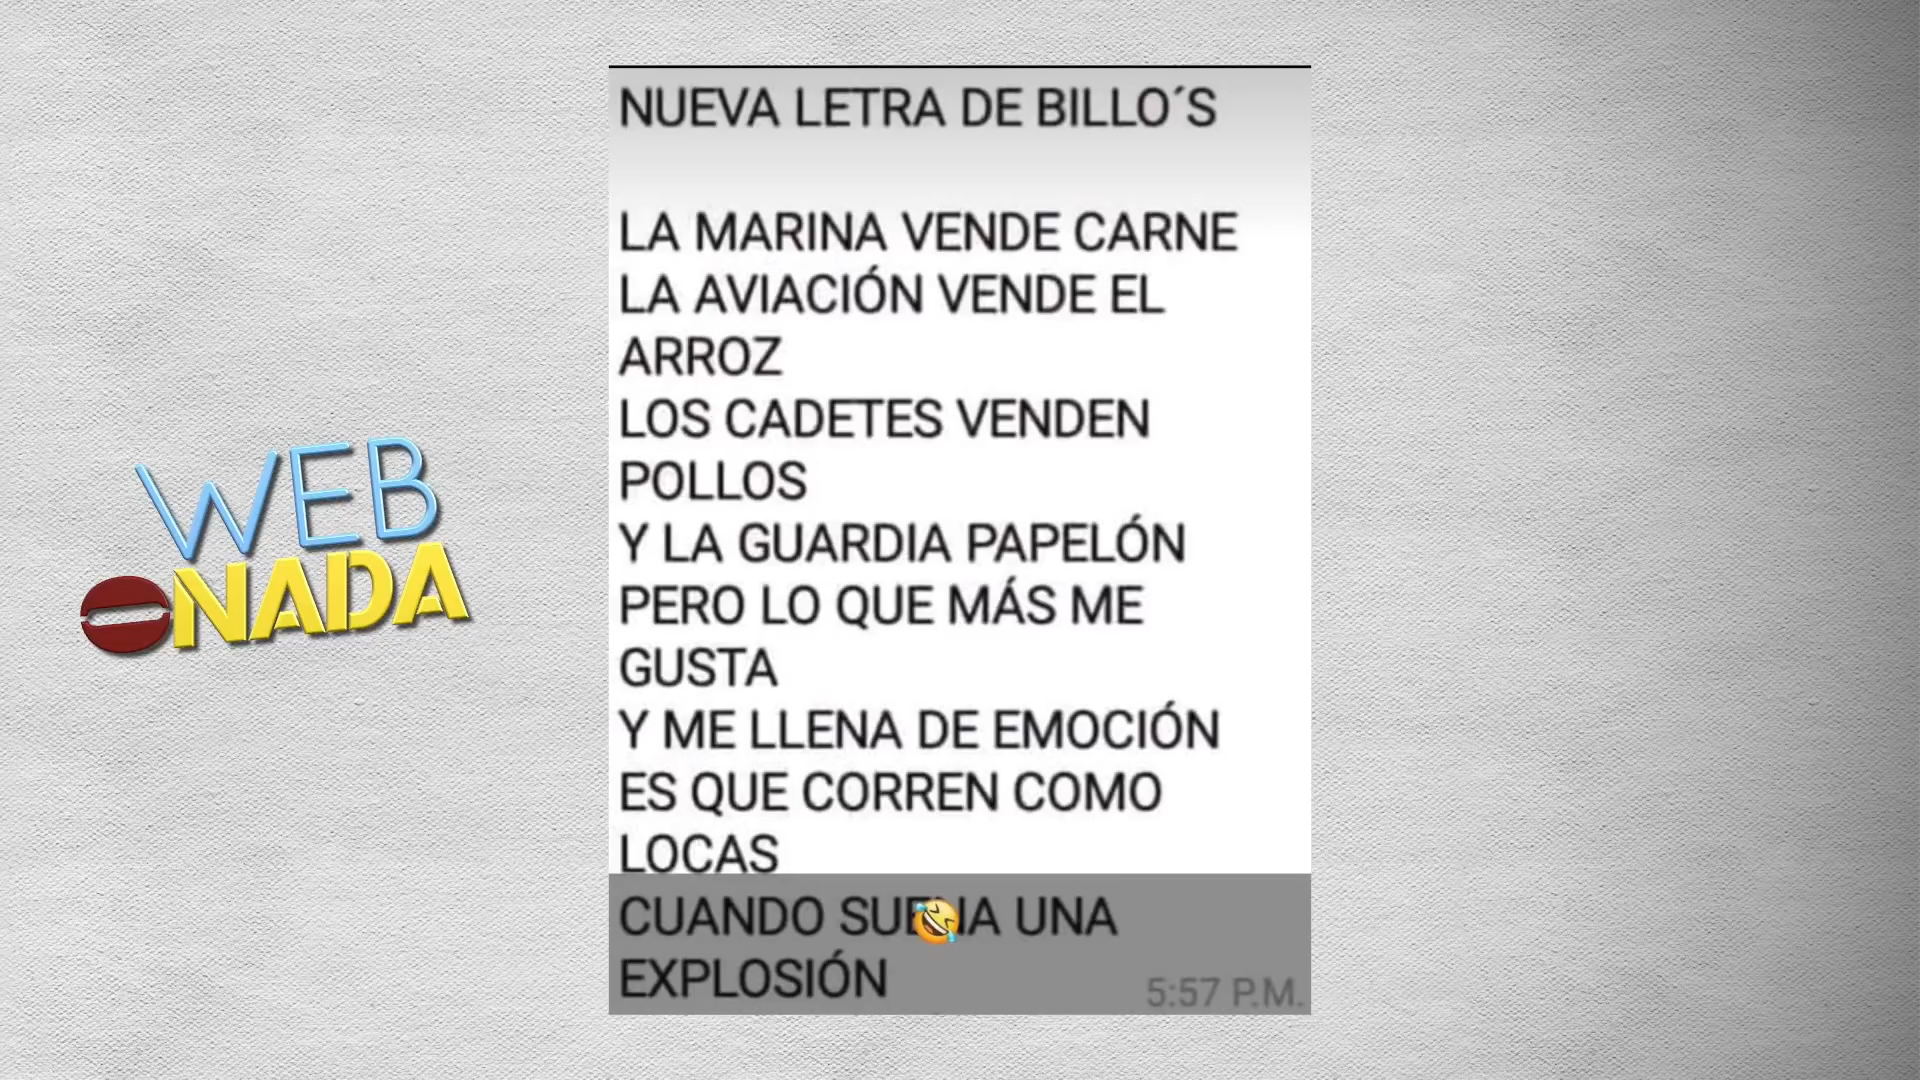 NUEVA LETRA DE BILLO´S
LA MARINA VENDE CARNE
LA AVIACIÓN VENDE EL
ARROZ
LOS CADETES VENDEN
POLLOS
Y LA GUARDIA PAPELÓN
PERO LO QUE MÁS ME
GUSTA
Y ME LLENA DE EMOCIÓN
ES QUE CORREN COMO
LOCAS
CUANDO SUENA UNA
EXPLOSIÓN
5:57 P.M.
WEB
ONADA